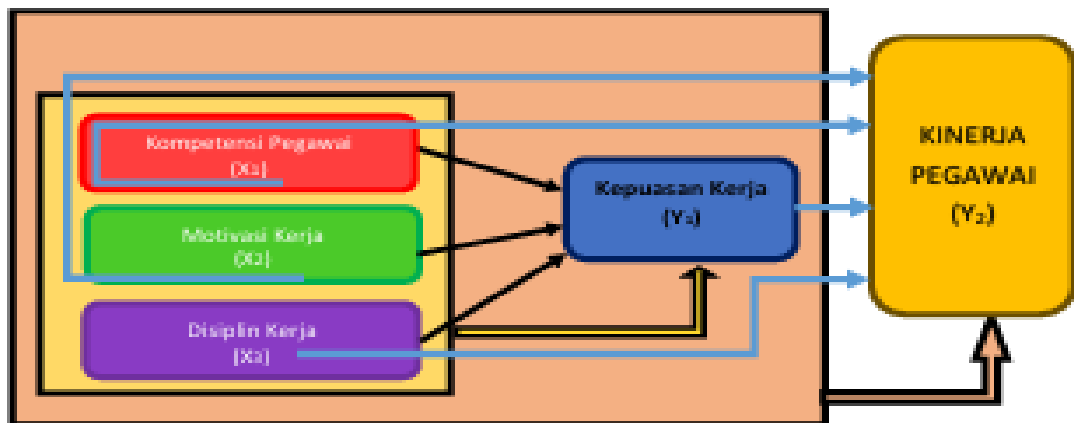 Kompetensi Pegawai
(X1)
Motivasi Kerja
(X2)
Disiplin Kerja
(X3)
Kepuasan Kerja
(Y₁)
KINERJA
PEGAWAI
(Y₂)